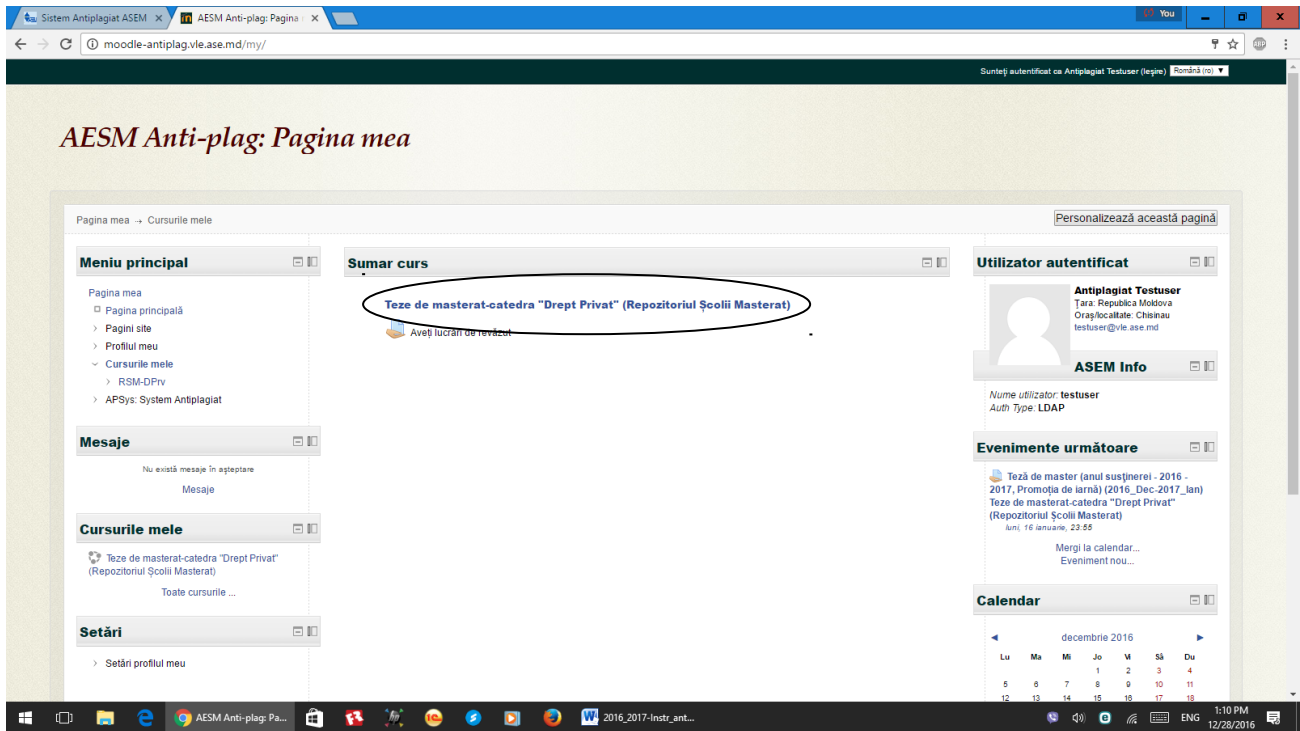 Sistem Antiplagiat ASEM
AESM Anti-plag: Pagina
You
moodle-antiplag.vle.ase.md/my/
ABP
Sunteți autentificat ca Antiplagiat Testuser (Ieșire) Română (ro)
AESM Anti-plag: Pagina mea
Pagina mea → Cursurile mele
Personalizează această pagină
Meniu principal
Pagina mea
Pagina principală
Pagini site
Profilul meu
Cursurile mele
RSM-DPrv
APSys: System Antiplagiat
Mesaje
Nu există mesaje în așteptare
Mesaje
Cursurile mele
Teze de masterat-catedra "Drept Privat"
(Repozitoriul Școlii Masterat)
Toate cursurile ...
Setări
Setări profilul meu
Sumar curs
Teze de masterat-catedra "Drept Privat" (Repozitoriul Școlii Masterat)
Aveți lucrări de revăzut
Utilizator autentificat
Antiplagiat Testuser
Țara: Republica Moldova
Oraș/localitate: Chisinau
testuser@vle.ase.md
ASEM Info
Nume utilizator: testuser
Auth Type: LDAP
Evenimente următoare
Teză de master (anul susținerei - 2016 -
2017, Promoția de iarnă) (2016_Dec-2017_Ian)
Teze de masterat-catedra "Drept Privat"
(Repozitoriul Școlii Masterat)
luni, 16 ianuarie, 23:55
Mergi la calendar...
Eveniment nou...
Calendar
◄ decembrie 2016 ►
Lu Ma Mi Jo Vi Sâ Du
1 2 3 4
5 6 7 8 9 10 11
12 13 14 15 16 17 18
AESM Anti-plag: Pa...
2016_2017-Instr_ant...
ENG
1:10 PM
12/28/2016